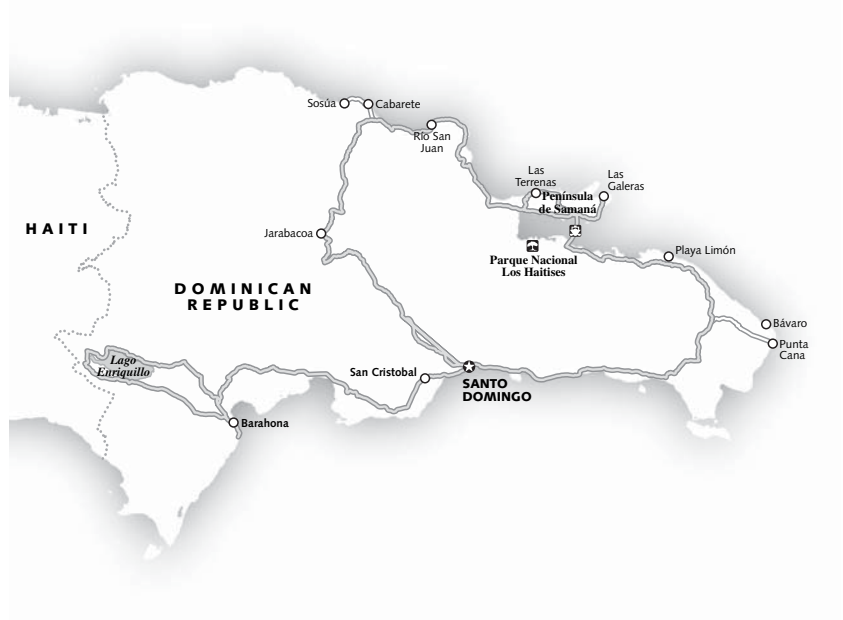 Sosúa
Cabarete
Río San
Juan
Las
Terrenas
Las
Galeras
Península
de Samaná
HAITI
Jarabacoa
Playa Limón
Parque Nacional
Los Haitises
DOMINICAN
REPUBLIC
Bávaro
Punta
Cana
Lago
Enriquillo
San Cristobal
SANTO
DOMINGO
Barahona